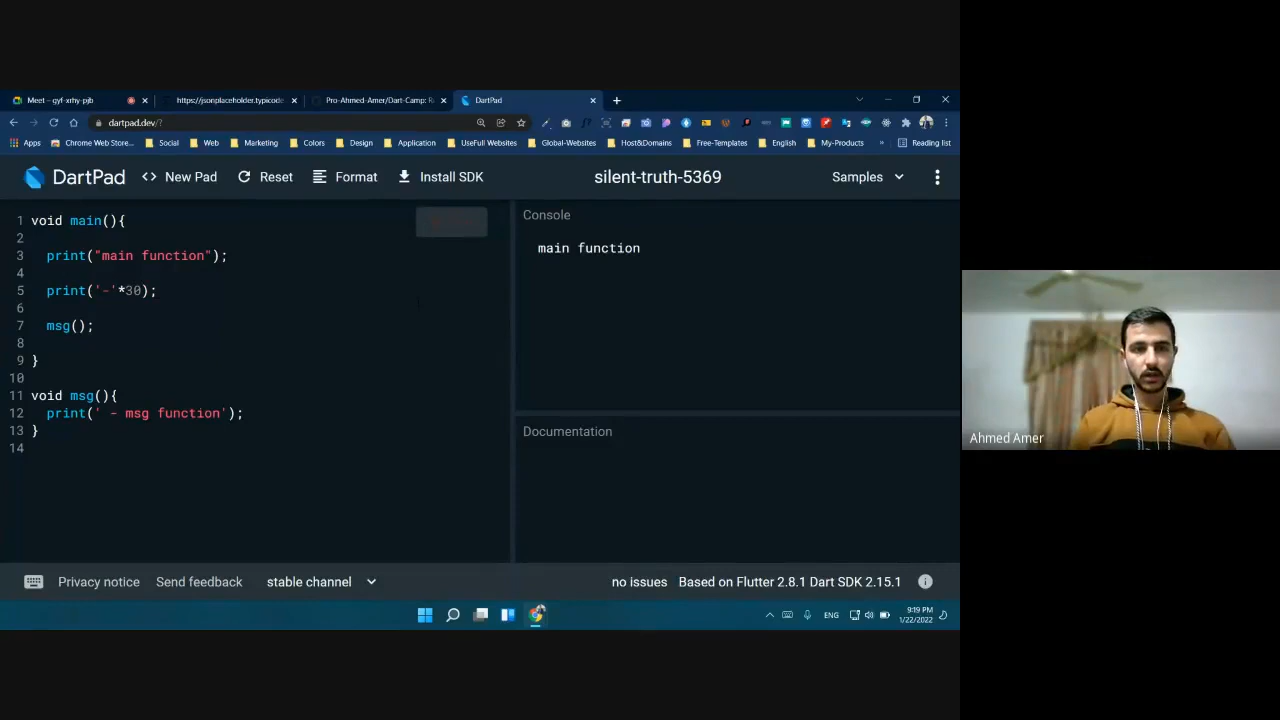 Meet – gyf-xrhy-pjb
https://jsonplaceholder.typicode
Pro-Ahmed-Amer/Dart-Camp: R
DartPad
dartpad.dev/?
Apps
Chrome Web Store...
Social
Web
Marketing
Colors
Design
Application
UseFull Websites
Global-Websites
Host&Domains
Free-Templates
English
My-Products
»
Reading list
DartPad
<> New Pad
Reset
Format
Install SDK
silent-truth-5369
Samples
1 void main(){
2
3 print("main function");
4
5 print('-'*30);
6
7 msg();
8
9 }
10
11 void msg(){
12 print(' - msg function');
13 }
14
Console
main function
Documentation
Ahmed Amer
Privacy notice
Send feedback
stable channel
no issues
Based on Flutter 2.8.1 Dart SDK 2.15.1
ENG
9:19 PM
1/22/2022